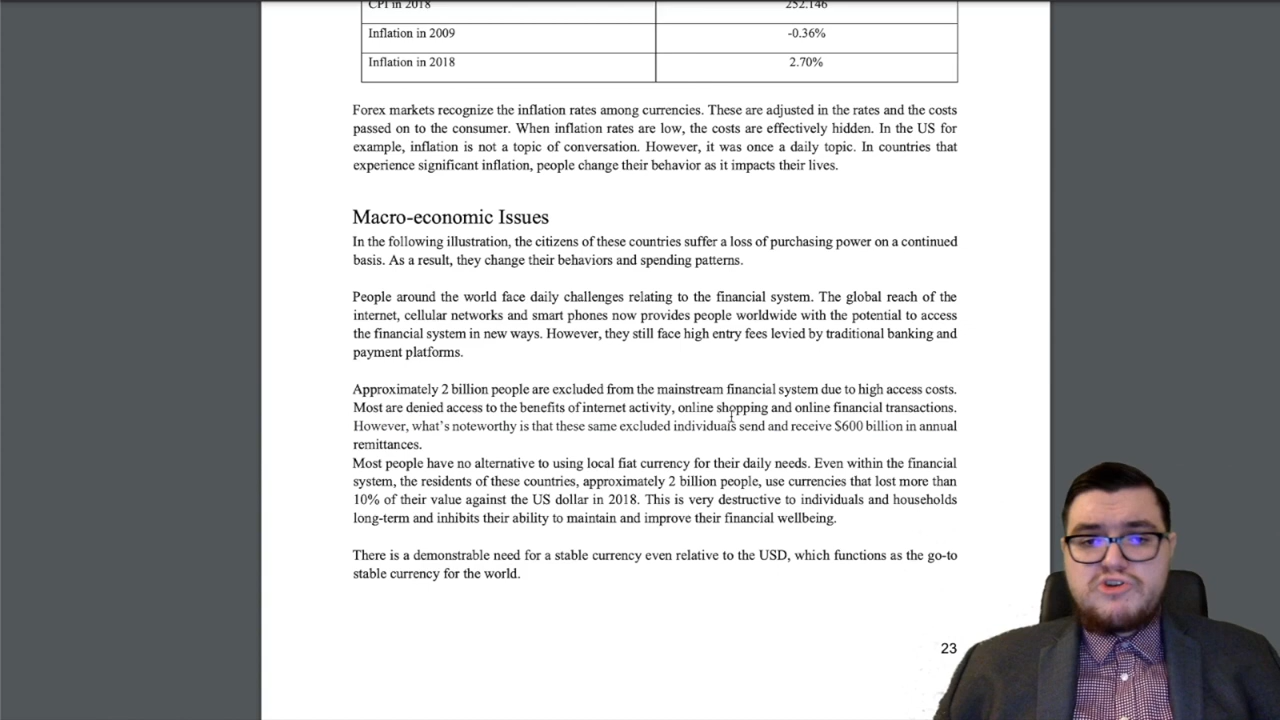 CPI in 2018 252.146
Inflation in 2009 -0.36%
Inflation in 2018 2.70%
Forex markets recognize the inflation rates among currencies. These are adjusted in the rates and the costs
passed on to the consumer. When inflation rates are low, the costs are effectively hidden. In the US for
example, inflation is not a topic of conversation. However, it was once a daily topic. In countries that
experience significant inflation, people change their behavior as it impacts their lives.
Macro-economic Issues
In the following illustration, the citizens of these countries suffer a loss of purchasing power on a continued
basis. As a result, they change their behaviors and spending patterns.
People around the world face daily challenges relating to the financial system. The global reach of the
internet, cellular networks and smart phones now provides people worldwide with the potential to access
the financial system in new ways. However, they still face high entry fees levied by traditional banking and
payment platforms.
Approximately 2 billion people are excluded from the mainstream financial system due to high access costs.
Most are denied access to the benefits of internet activity, online shopping and online financial transactions.
However, what's noteworthy is that these same excluded individuals send and receive $600 billion in annual
remittances.
Most people have no alternative to using local fiat currency for their daily needs. Even within the financial
system, the residents of these countries, approximately 2 billion people, use currencies that lost more than
10% of their value against the US dollar in 2018. This is very destructive to individuals and households
long-term and inhibits their ability to maintain and improve their financial wellbeing.
There is a demonstrable need for a stable currency even relative to the USD, which functions as the go-to
stable currency for the world.
23